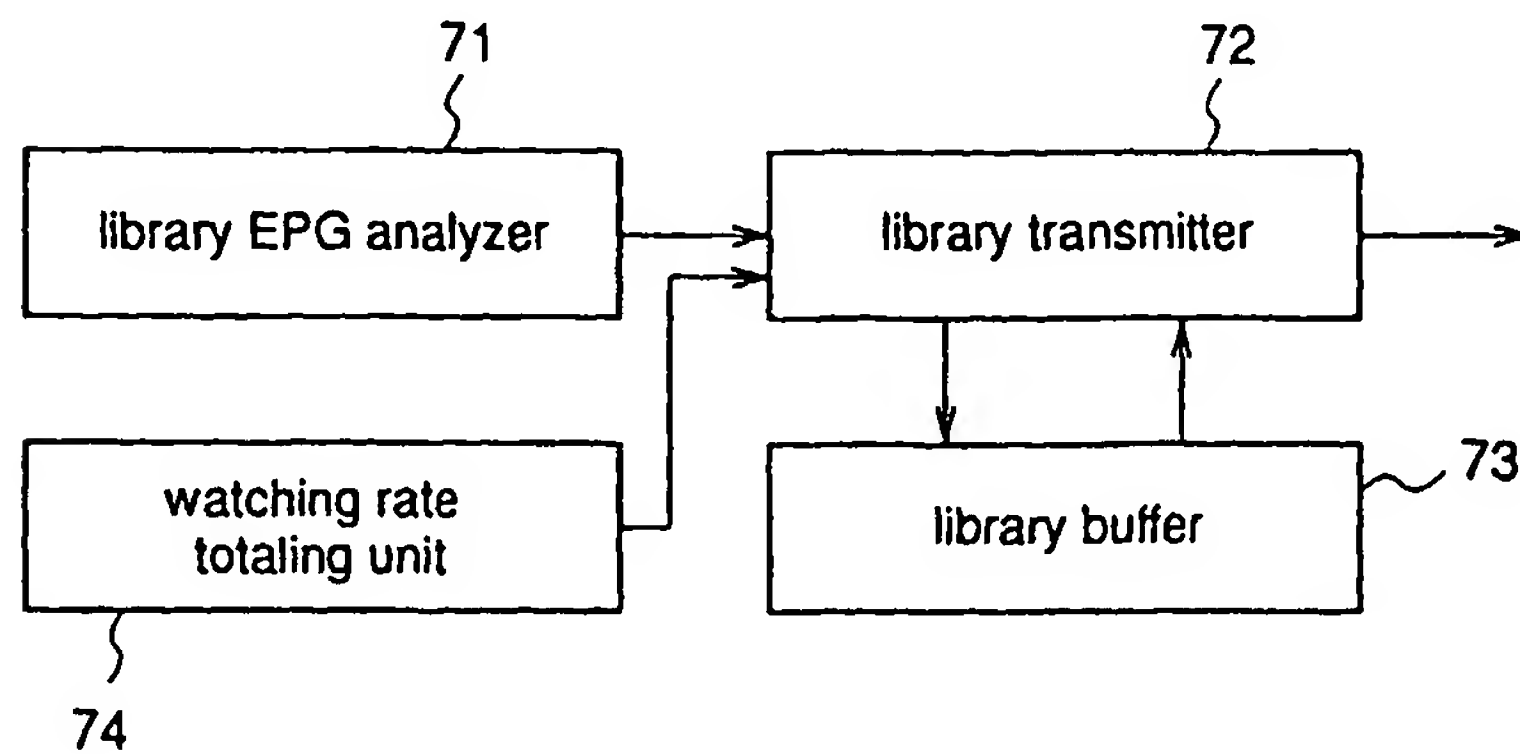 71
72
library EPG analyzer
library transmitter
73
watching rate
totaling unit
library buffer
74